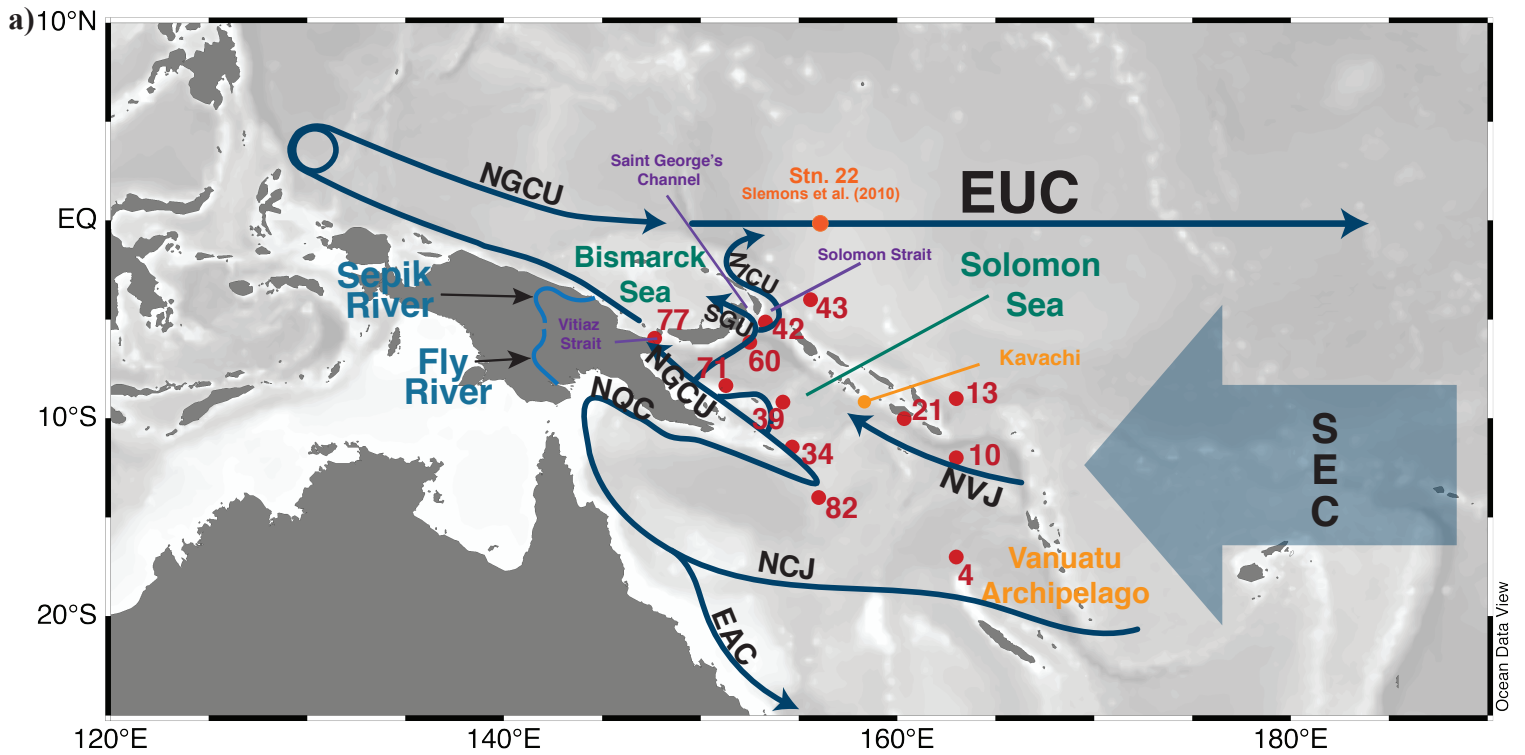 a)
10°N
EQ
10°S
20°S
120°E
140°E
160°E
180°E
NGCU
Saint George's
Channel
Stn. 22
Slemons et al. (2010)
EUC
Bismarck
Sea
MCU
Solomon Strait
Solomon
Sea
Sepik
River
Vitiaz
Strait
Fly
River
SGU
77
42
43
60
71
NGCU
NQC
39
34
82
Kavachi
13
21
10
NVJ
S
E
C
4
Vanuatu
Archipelago
NCJ
EAC
Ocean Data View